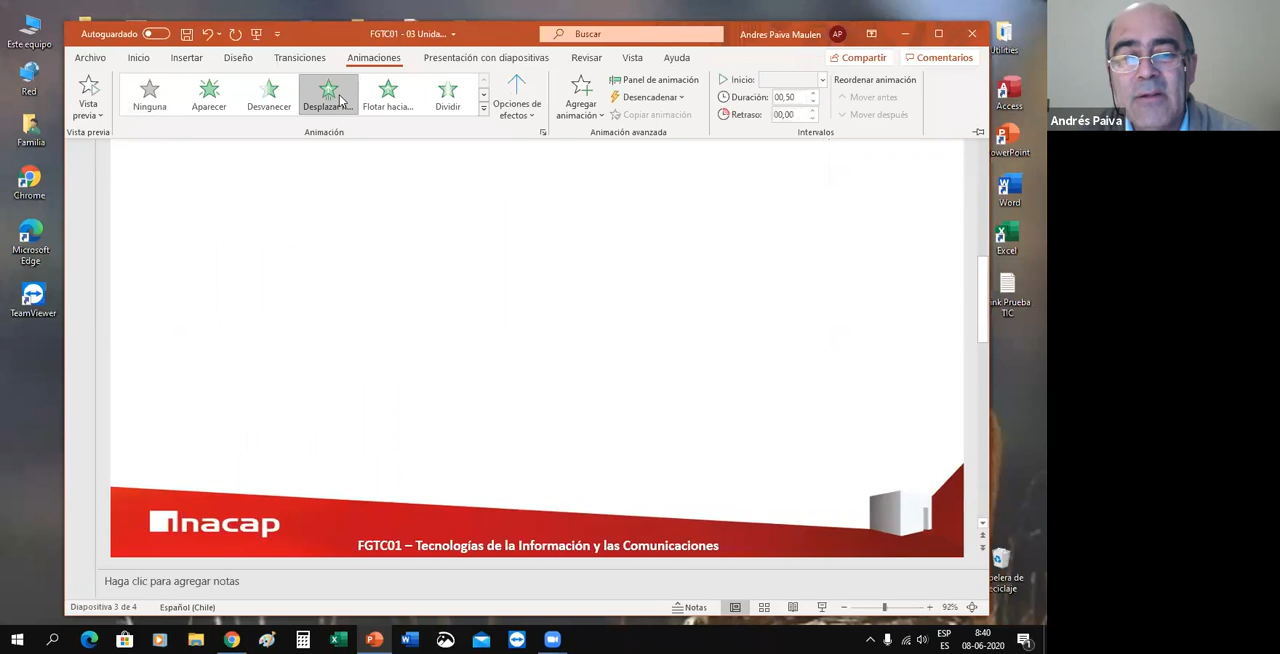 Este equipo
Red
Familia
Chrome
Microsoft
Edge
TeamViewer
Autoguardado
FGTC01 - 03 Unida...
Buscar
Andres Paiva Maulen
AP
Archivo
Inicio
Insertar
Diseño
Transiciones
Animaciones
Presentación con diapositivas
Revisar
Vista
Ayuda
Compartir
Comentarios
Vista
previa
Ninguna
Aparecer
Desvanecer
Flotar hacia...
Dividir
Opciones de
efectos
Agregar
animación
Panel de animación
Desencadenar
Copiar animación
Inicio:
Duración: 00,50
Retraso: 00,00
Reordenar animación
Mover antes
Mover después
Vista previa
Animación
Animación avanzada
Intervalos
Inacap
FGTC01 – Tecnologías de la Información y las Comunicaciones
Haga clic para agregar notas
Diapositiva 3 de 4
Español (Chile)
Notas
92%
Utilities
Access
PowerPoint
Word
Excel
Prueba
TIC
Andrés Paiva
ESP
ES
8:40
08-06-2020
1